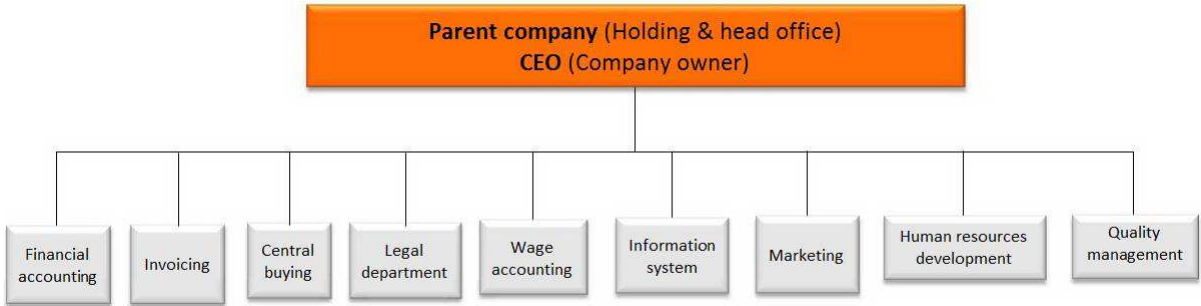 Parent company (Holding & head office)
CEO (Company owner)
Financial
accounting
Invoicing
Central
buying
Legal
department
Wage
accounting
Information
system
Marketing
Human resources
development
Quality
management